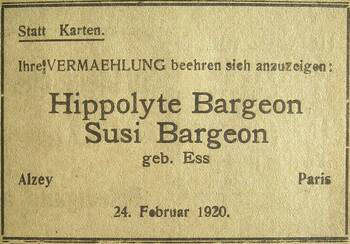 Statt Karten.
Ihre VERMAEHLUNG beehren sich anzuzeigen:
Hippolyte Bargeon
Susi Bargeon
geb. Ess
Alzey Paris
24. Februar 1920.